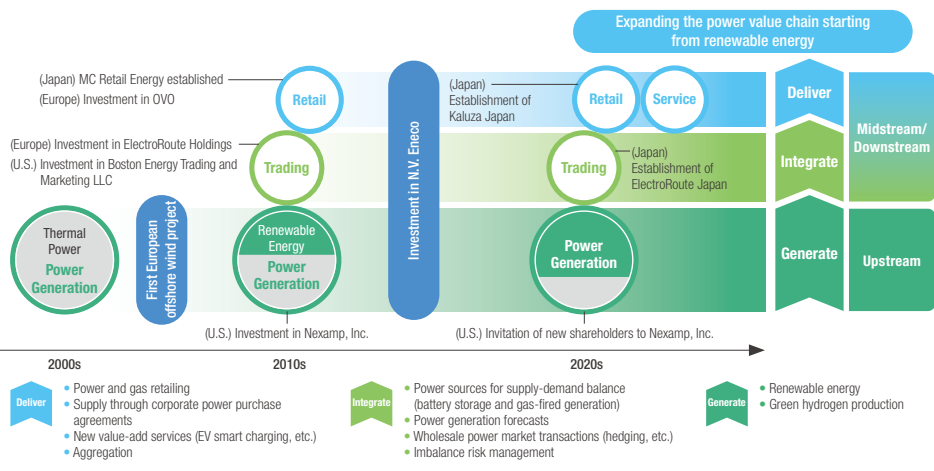 Expanding the power value chain starting
from renewable energy
(Japan) MC Retail Energy established
(Europe) Investment in OVO
Retail
(Japan)
Establishment of
Kaluza Japan
Retail
Service
Deliver
Midstream/
Downstream
(Europe) Investment in ElectroRoute Holdings
(U.S.) Investment in Boston Energy Trading and
Marketing LLC
Trading
Investment in N.V. Eneco
Trading
(Japan)
Establishment of
ElectroRoute Japan
Integrate
Thermal
Power
Power
Generation
First European
offshore wind project
Renewable
Energy
Power
Generation
Power
Generation
Generate
Upstream
(U.S.) Investment in Nexamp, Inc.
(U.S.) Invitation of new shareholders to Nexamp, Inc.
2000s
2010s
2020s
Deliver
• Power and gas retailing
• Supply through corporate power purchase
agreements
• New value-add services (EV smart charging, etc.)
• Aggregation
Integrate
• Power sources for supply-demand balance
(battery storage and gas-fired generation)
• Power generation forecasts
• Wholesale power market transactions (hedging, etc.)
• Imbalance risk management
Generate
• Renewable energy
• Green hydrogen production